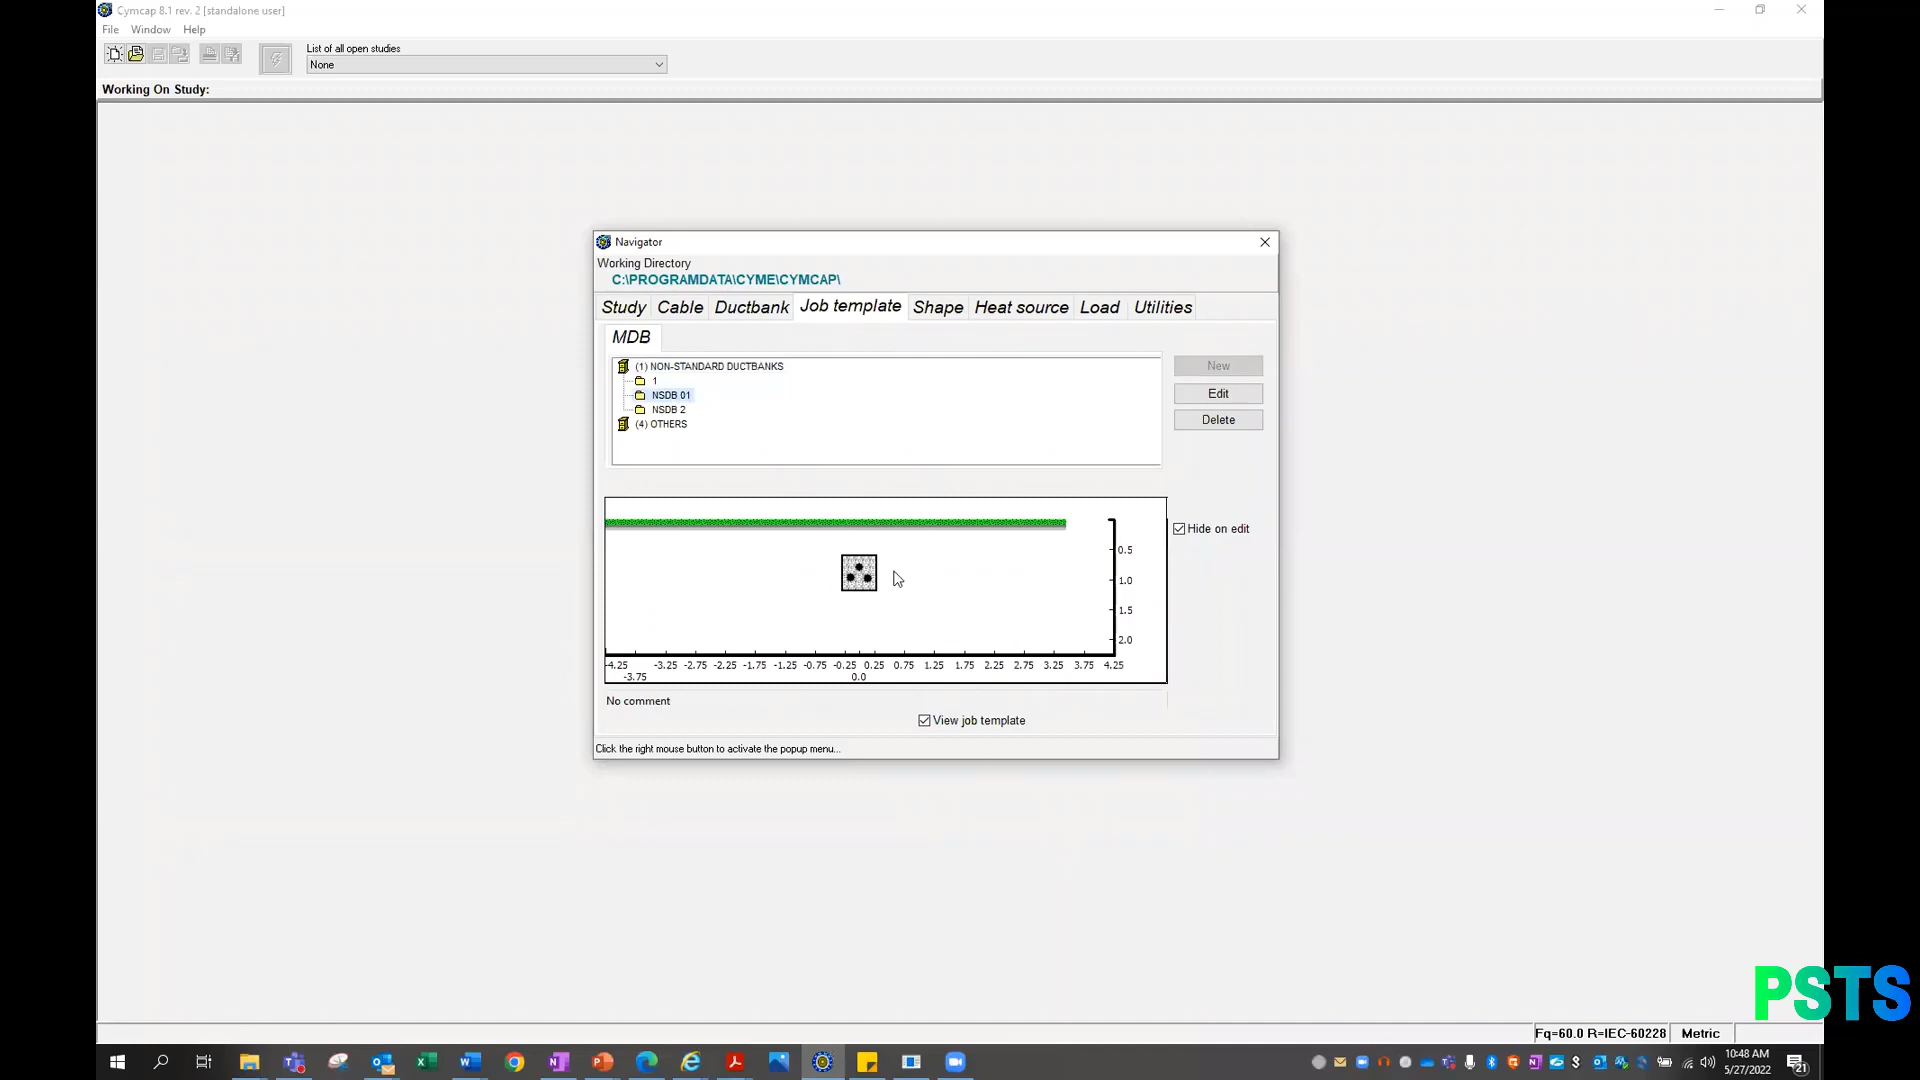 Cymcap 8.1 rev. 2 [standalone user]
File Window Help
List of all open studies
None
Working On Study:
Navigator
Working Directory
C:\PROGRAMDATA\CYME\CYMCAP\
Study Cable Ductbank Job template Shape Heat source Load Utilities
MDB
(1) NON-STANDARD DUCTBANKS
1
NSDB 01
NSDB 2
(4) OTHERS
New
Edit
Delete
Hide on edit
0.5
1.0
1.5
2.0
-4.25 -3.25 -2.75 -2.25 -1.75 -1.25 -0.75 -0.25 0.25 0.75 1.25 1.75 2.25 2.75 3.25 3.75 4.25
-3.75 0.0
No comment
View job template
Click the right mouse button to activate the popup menu...
PSTS
Fq=60.0 R=IEC-60228 Metric
10:48 AM
5/27/2022
21